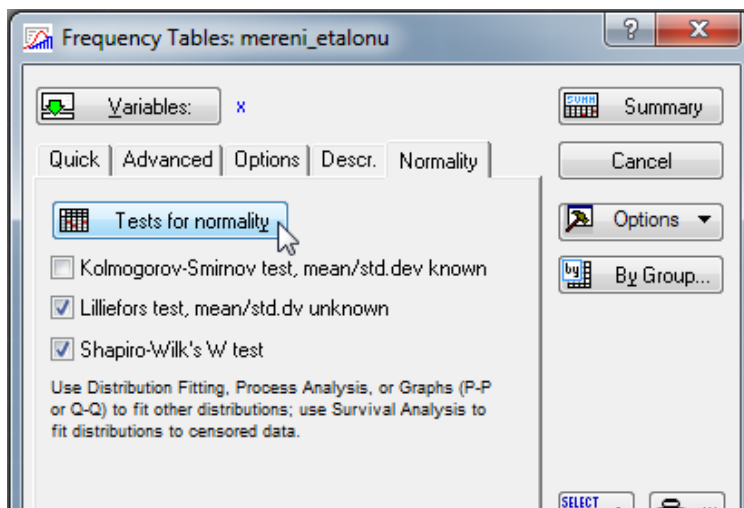 Frequency Tables: mereni_etalonu
?
Variables: x
SUMM Summary
Quick Advanced Options Descr. Normality
Cancel
Tests for normality
Options
Kolmogorov-Smirnov test, mean/std.dev known
by By Group...
Lilliefors test, mean/std.dv unknown
Shapiro-Wilk's W test
Use Distribution Fitting, Process Analysis, or Graphs (P-P
or Q-Q) to fit other distributions; use Survival Analysis to
fit distributions to censored data.
SELECT